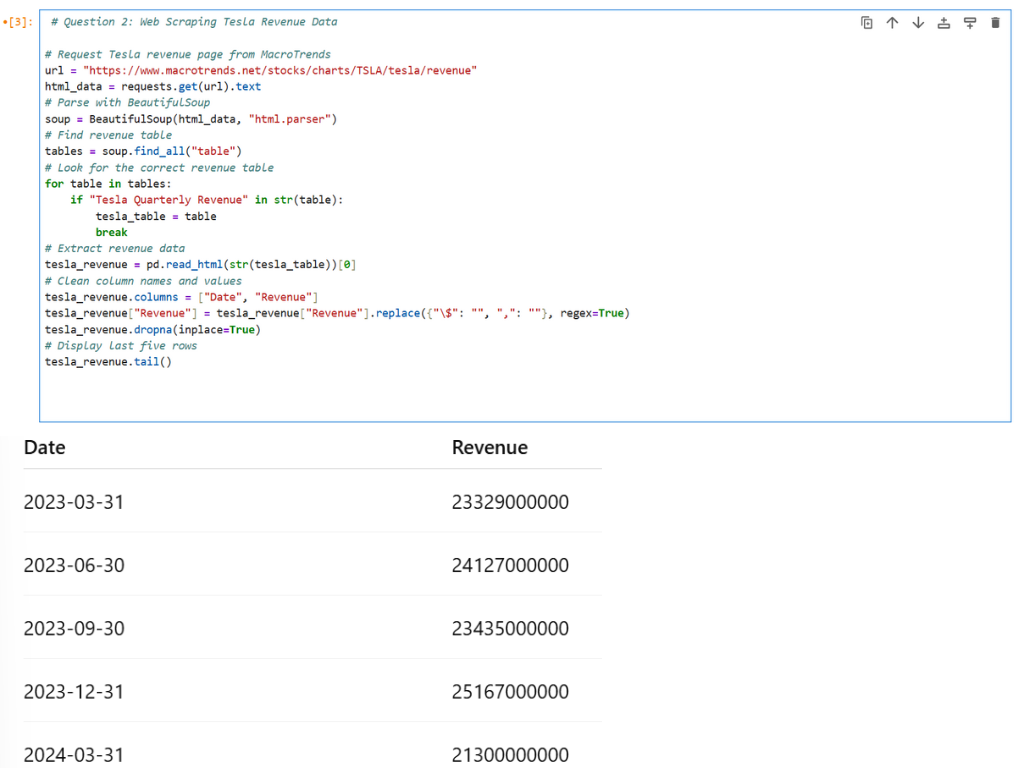 [3]: # Question 2: Web Scraping Tesla Revenue Data
# Request Tesla revenue page from MacroTrends
url = "https://www.macrotrends.net/stocks/charts/TSLA/tesla/revenue"
html_data = requests.get(url).text
# Parse with BeautifulSoup
soup = BeautifulSoup(html_data, "html.parser")
# Find revenue table
tables = soup.find_all("table")
# Look for the correct revenue table
for table in tables:
    if "Tesla Quarterly Revenue" in str(table):
        tesla_table = table
        break
# Extract revenue data
tesla_revenue = pd.read_html(str(tesla_table))[0]
# Clean column names and values
tesla_revenue.columns = ["Date", "Revenue"]
tesla_revenue["Revenue"] = tesla_revenue["Revenue"].replace({"\$": "", ",": ""}, regex=True)
tesla_revenue.dropna(inplace=True)
# Display last five rows
tesla_revenue.tail()
Date Revenue
2023-03-31 23329000000
2023-06-30 24127000000
2023-09-30 23435000000
2023-12-31 25167000000
2024-03-31 21300000000